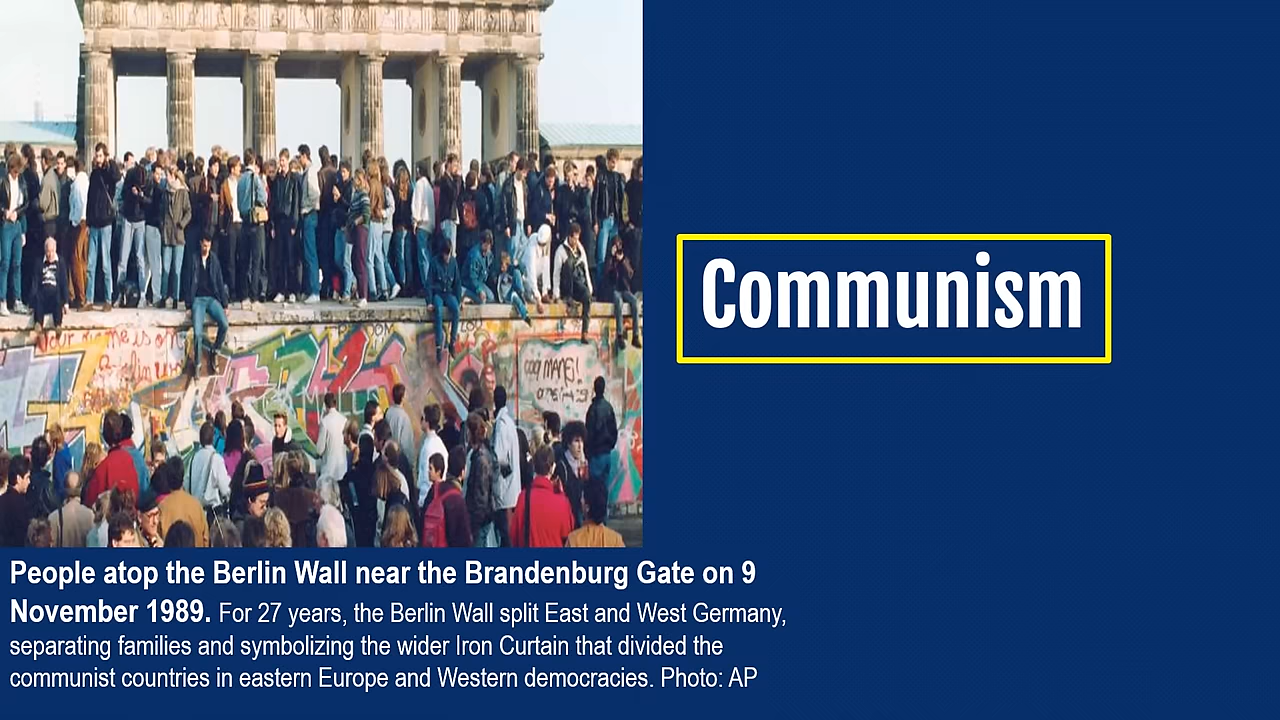 Communism
People atop the Berlin Wall near the Brandenburg Gate on 9
November 1989. For 27 years, the Berlin Wall split East and West Germany,
separating families and symbolizing the wider Iron Curtain that divided the
communist countries in eastern Europe and Western democracies. Photo: AP